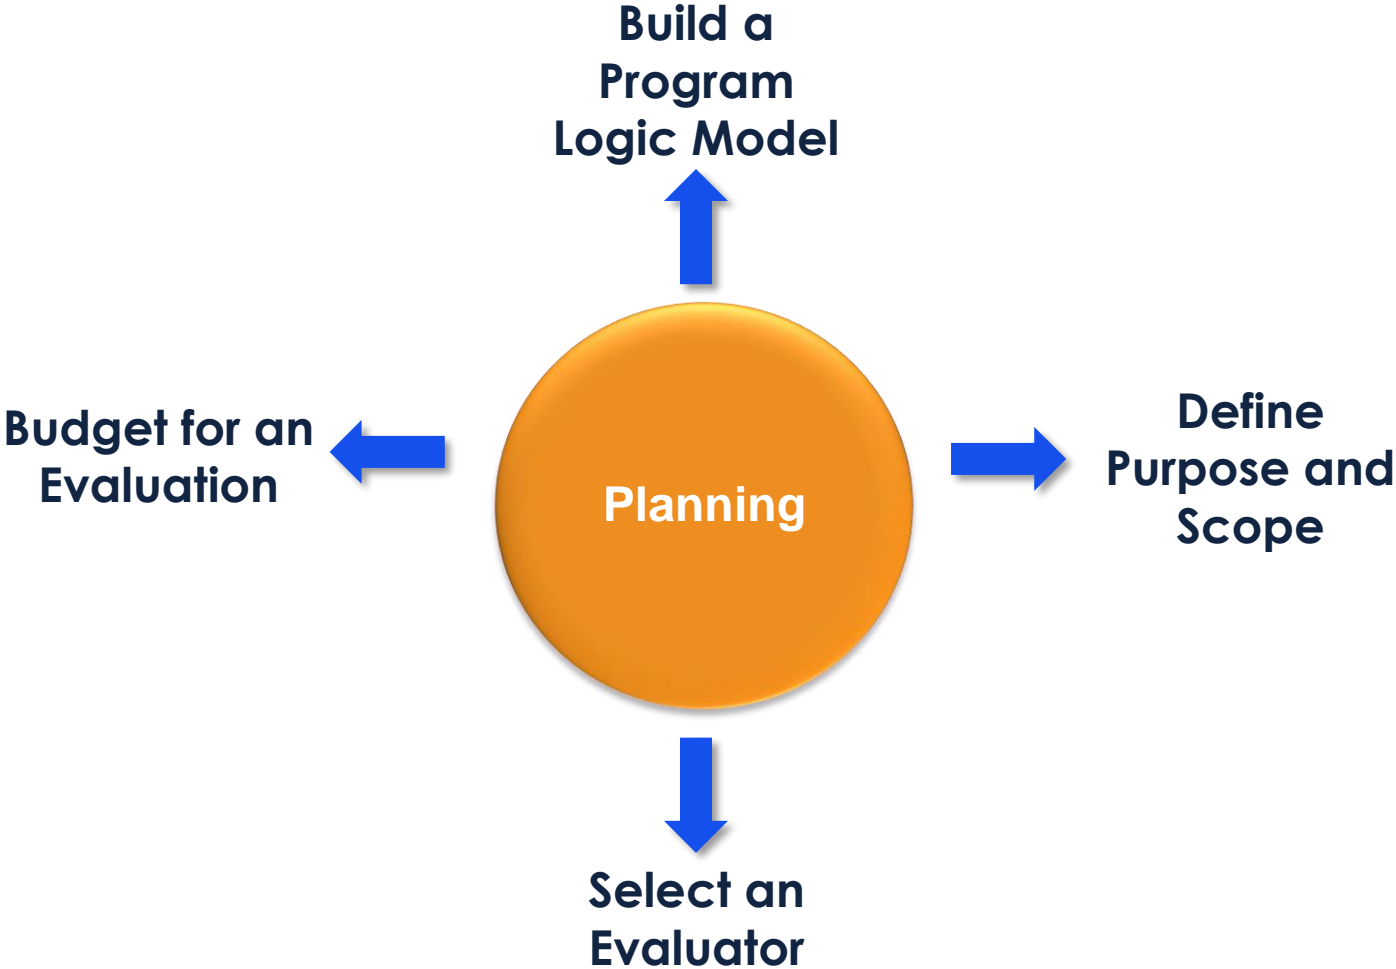 Build a
Program
Logic Model
Budget for an
Evaluation
Planning
Define
Purpose and
Scope
Select an
Evaluator